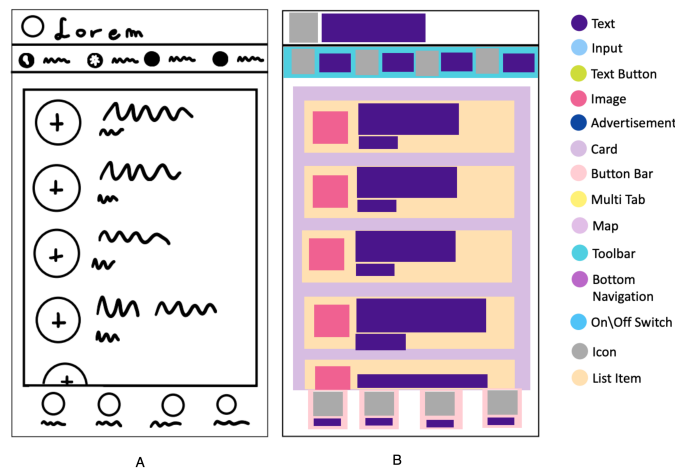 Lorem
Text
Input
Text Button
Image
Advertisement
Card
Button Bar
Multi Tab
Map
Toolbar
Bottom
Navigation
On\Off Switch
Icon
List Item
A
B